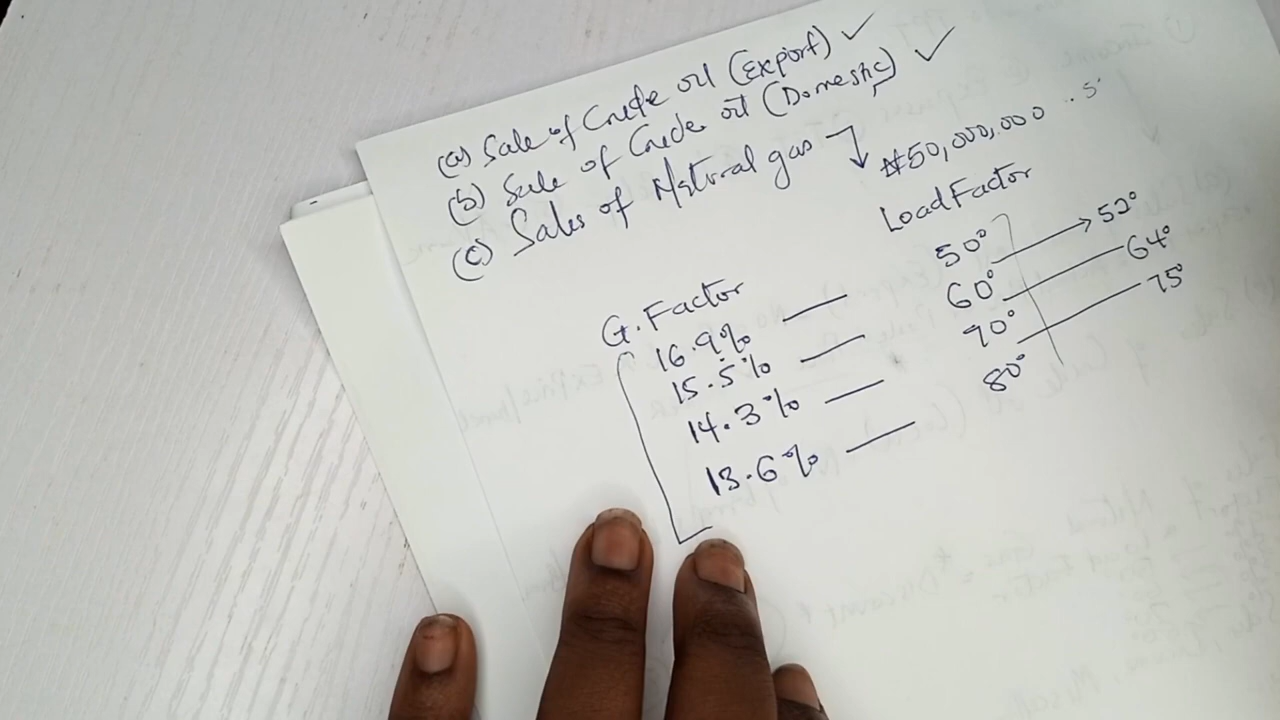 (a) Sale of Crude oil (Export) ✓
(b) Sale of Crude oil (Domestic) ✓
(c) Sales of Natural gas
₦50,000,000
Load Factor
50° → 52°
60° 64°
70° 75°
80°
G. Factor
16.9% —
15.5% —
14.3% —
13.6% —